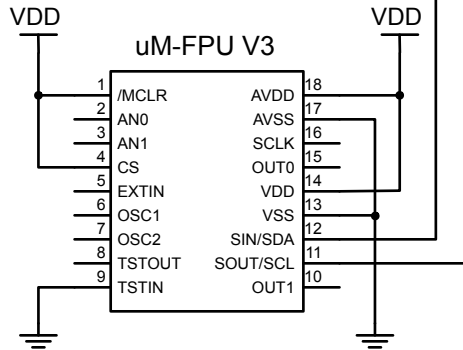 VDD VDD
uM-FPU V3
1 /MCLR AVDD 18
2 AN0 AVSS 17
3 AN1 SCLK 16
4 CS OUT0 15
5 EXTIN VDD 14
6 OSC1 VSS 13
7 OSC2 SIN/SDA 12
8 TSTOUT SOUT/SCL 11
9 TSTIN OUT1 10